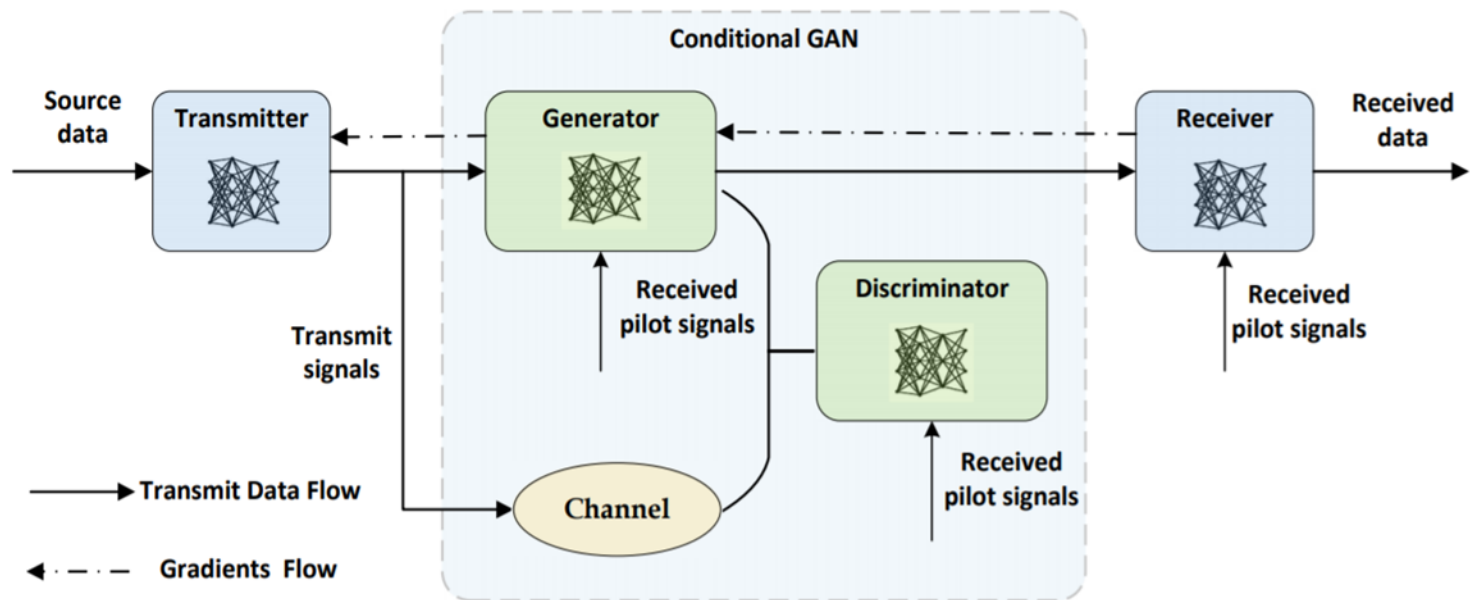 Conditional GAN
Source
data
Transmitter
Generator
Receiver
Received
data
Received
pilot signals
Discriminator
Received
pilot signals
Transmit
signals
Received
pilot signals
Channel
Transmit Data Flow
Gradients Flow